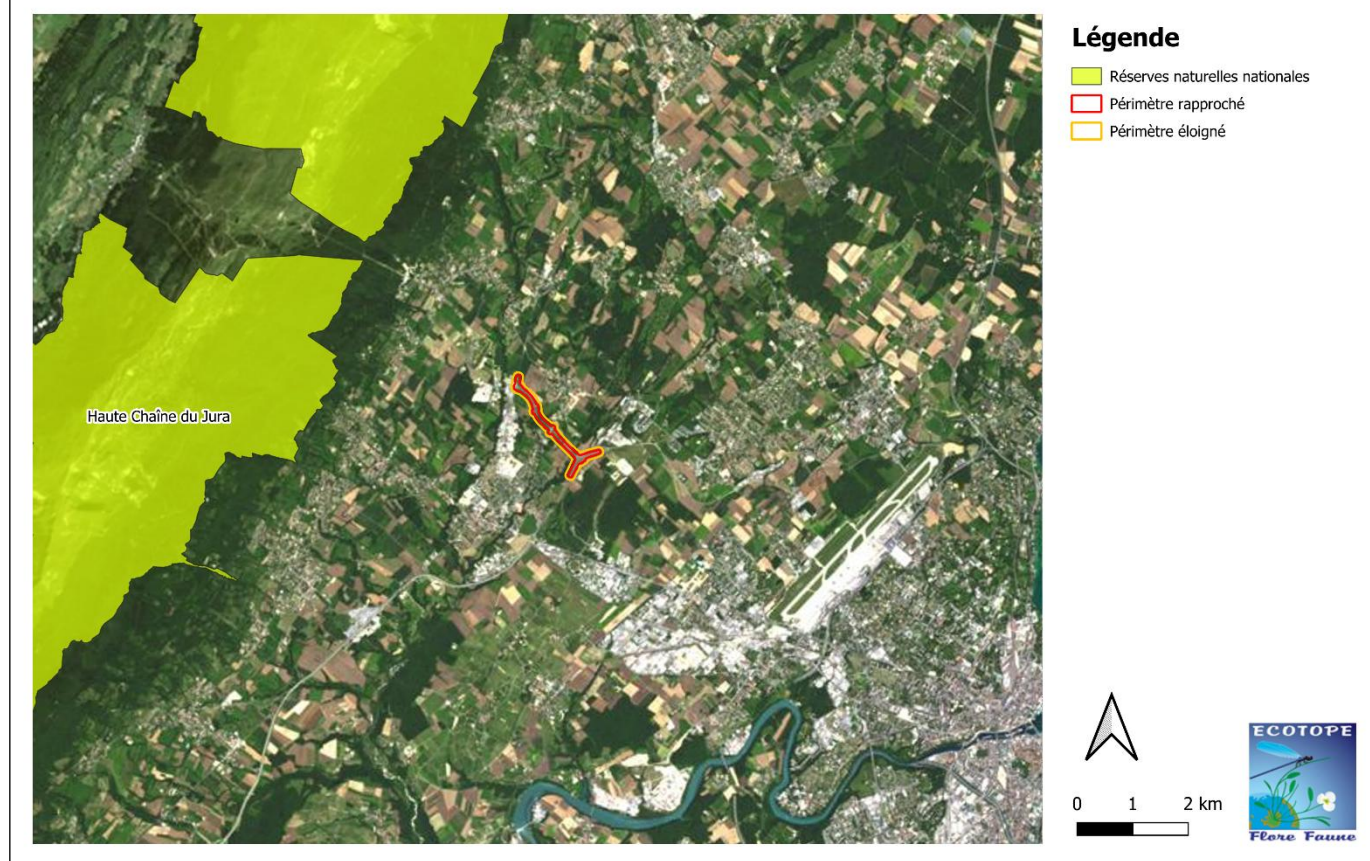 Légende
Réserves naturelles nationales
Périmètre rapproché
Périmètre éloigné
Haute Chaîne du Jura
0 1 2 km
ECOTOPE
Flore Faune